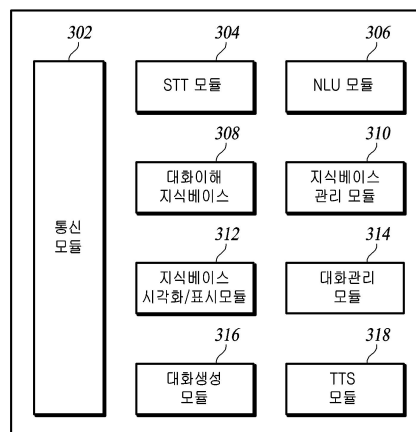 302
304
306
STT 모듈
NLU 모듈
308
310
대화이해
지식베이스
지식베이스
관리 모듈
통신
모듈
312
314
지식베이스
시각화/표시모듈
대화관리
모듈
316
318
대화생성
모듈
TTS
모듈